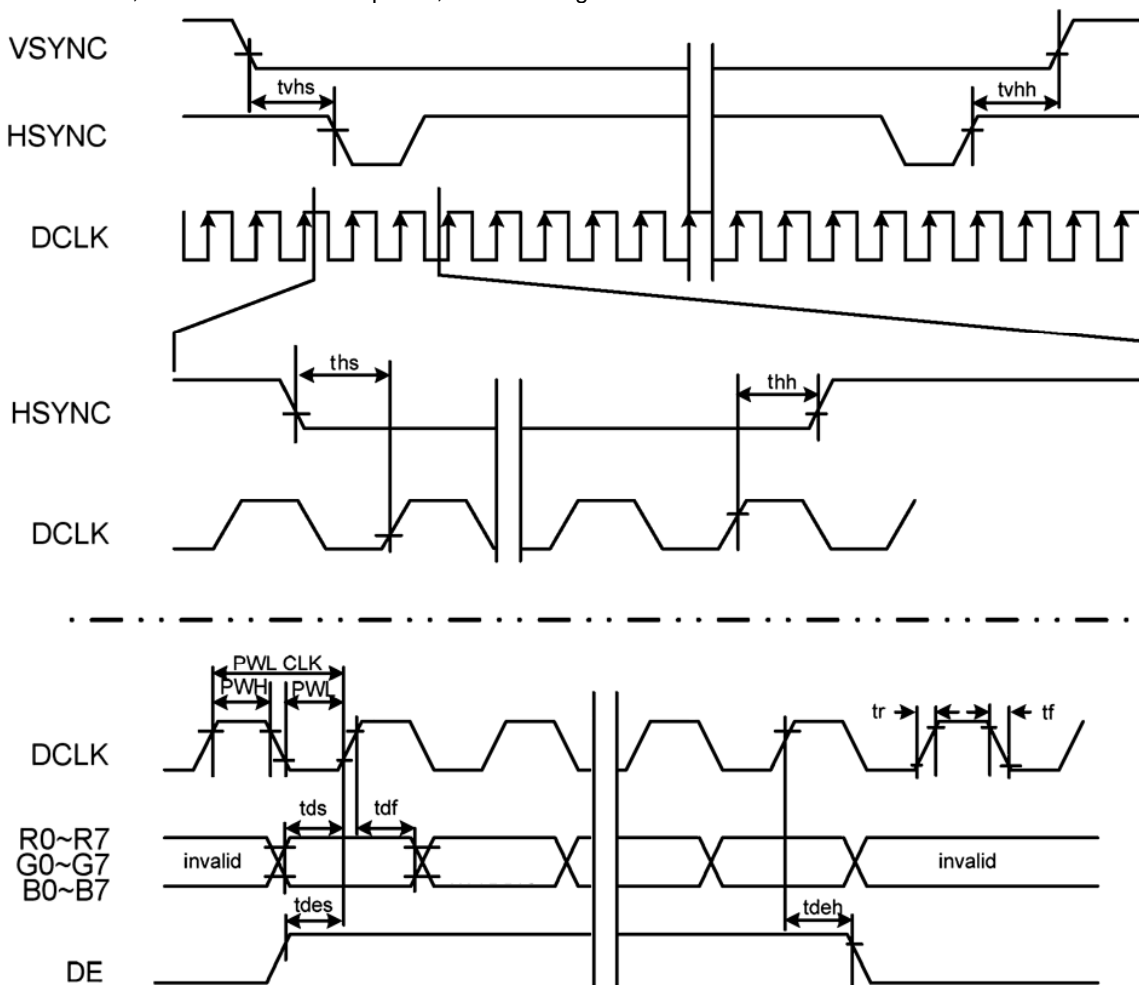 VSYNC
tvhs
tvhh
HSYNC
DCLK
ths
thh
HSYNC
DCLK
PWL CLK
PWH
PWL
tr
tf
DCLK
tds
tdf
R0~R7
G0~G7
B0~B7
invalid
invalid
tdes
tdeh
DE